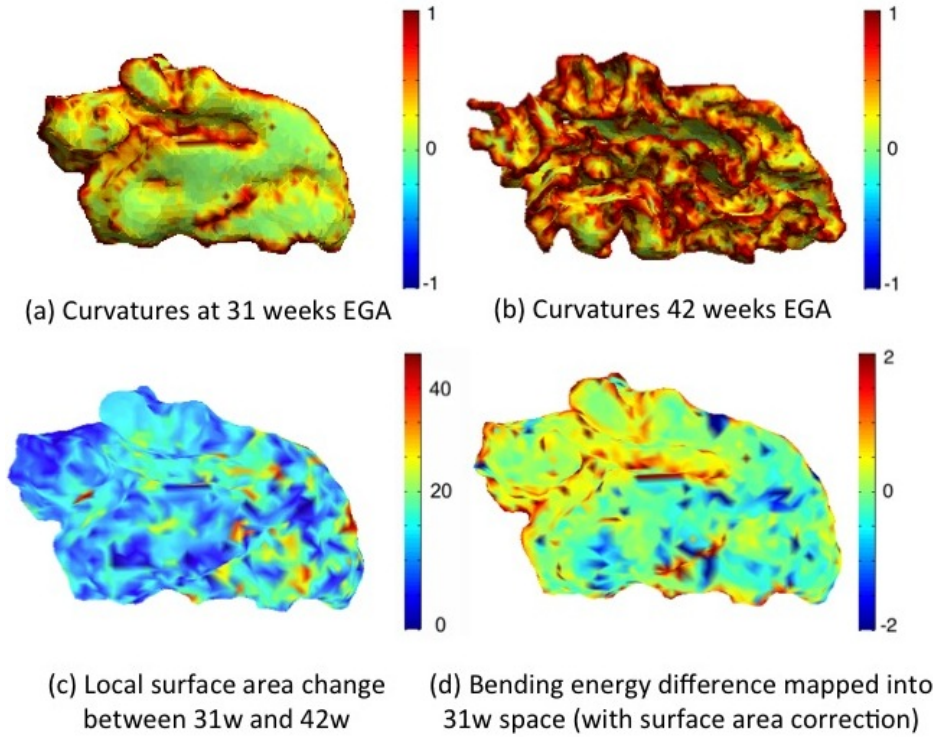 1
0
-1
1
0
-1
(a) Curvatures at 31 weeks EGA
(b) Curvatures 42 weeks EGA
40
20
0
2
0
-2
(c) Local surface area change
between 31w and 42w
(d) Bending energy difference mapped into
31w space (with surface area correction)